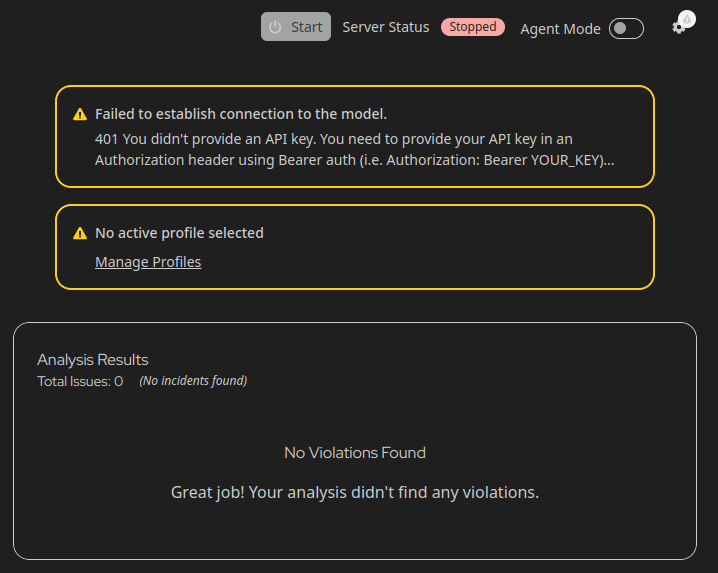 Start Server Status Stopped Agent Mode
Failed to establish connection to the model.
401 You didn't provide an API key. You need to provide your API key in an
Authorization header using Bearer auth (i.e. Authorization: Bearer YOUR_KEY)...
No active profile selected
Manage Profiles
Analysis Results
Total Issues: 0 (No incidents found)
No Violations Found
Great job! Your analysis didn't find any violations.